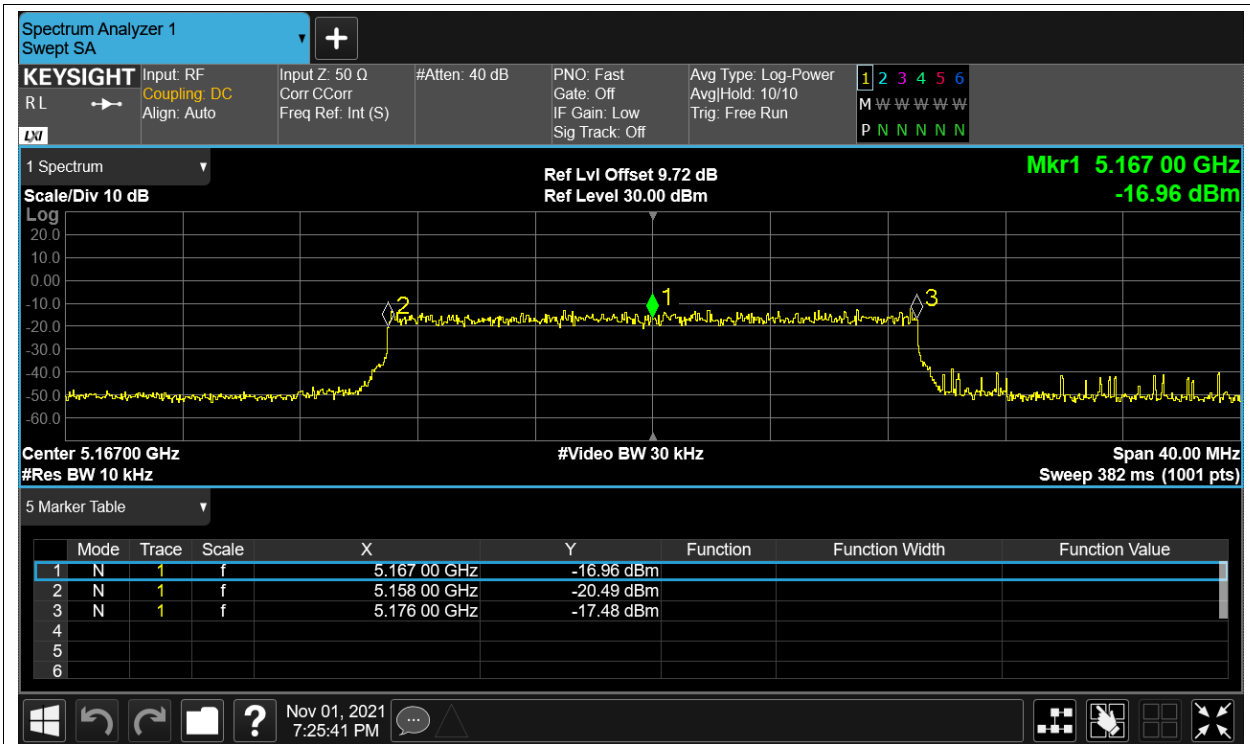 Spectrum Analyzer 1
Swept SA
KEYSIGHT Input: RF Input Z: 50 Ω #Atten: 40 dB PNO: Fast Avg Type: Log-Power 1 2 3 4 5 6
R L Coupling: DC Corr CCorr Gate: Off Avg|Hold: 10/10 M W W W W W
Align: Auto Freq Ref: Int (S) IF Gain: Low Trig: Free Run
LXI Sig Track: Off P N N N N N
1 Spectrum Ref Lvl Offset 9.72 dB Mkr1 5.167 00 GHz
Scale/Div 10 dB Ref Level 30.00 dBm -16.96 dBm
Log
20.0
10.0
0.00
-10.0 2 1 3
-20.0
-30.0
-40.0
-50.0
-60.0
Center 5.16700 GHz #Video BW 30 kHz Span 40.00 MHz
#Res BW 10 kHz Sweep 382 ms (1001 pts)
5 Marker Table
Mode Trace Scale X Y Function Function Width Function Value
1 N 1 f 5.167 00 GHz -16.96 dBm
2 N 1 f 5.158 00 GHz -20.49 dBm
3 N 1 f 5.176 00 GHz -17.48 dBm
4
5
6
? Nov 01, 2021
7:25:41 PM